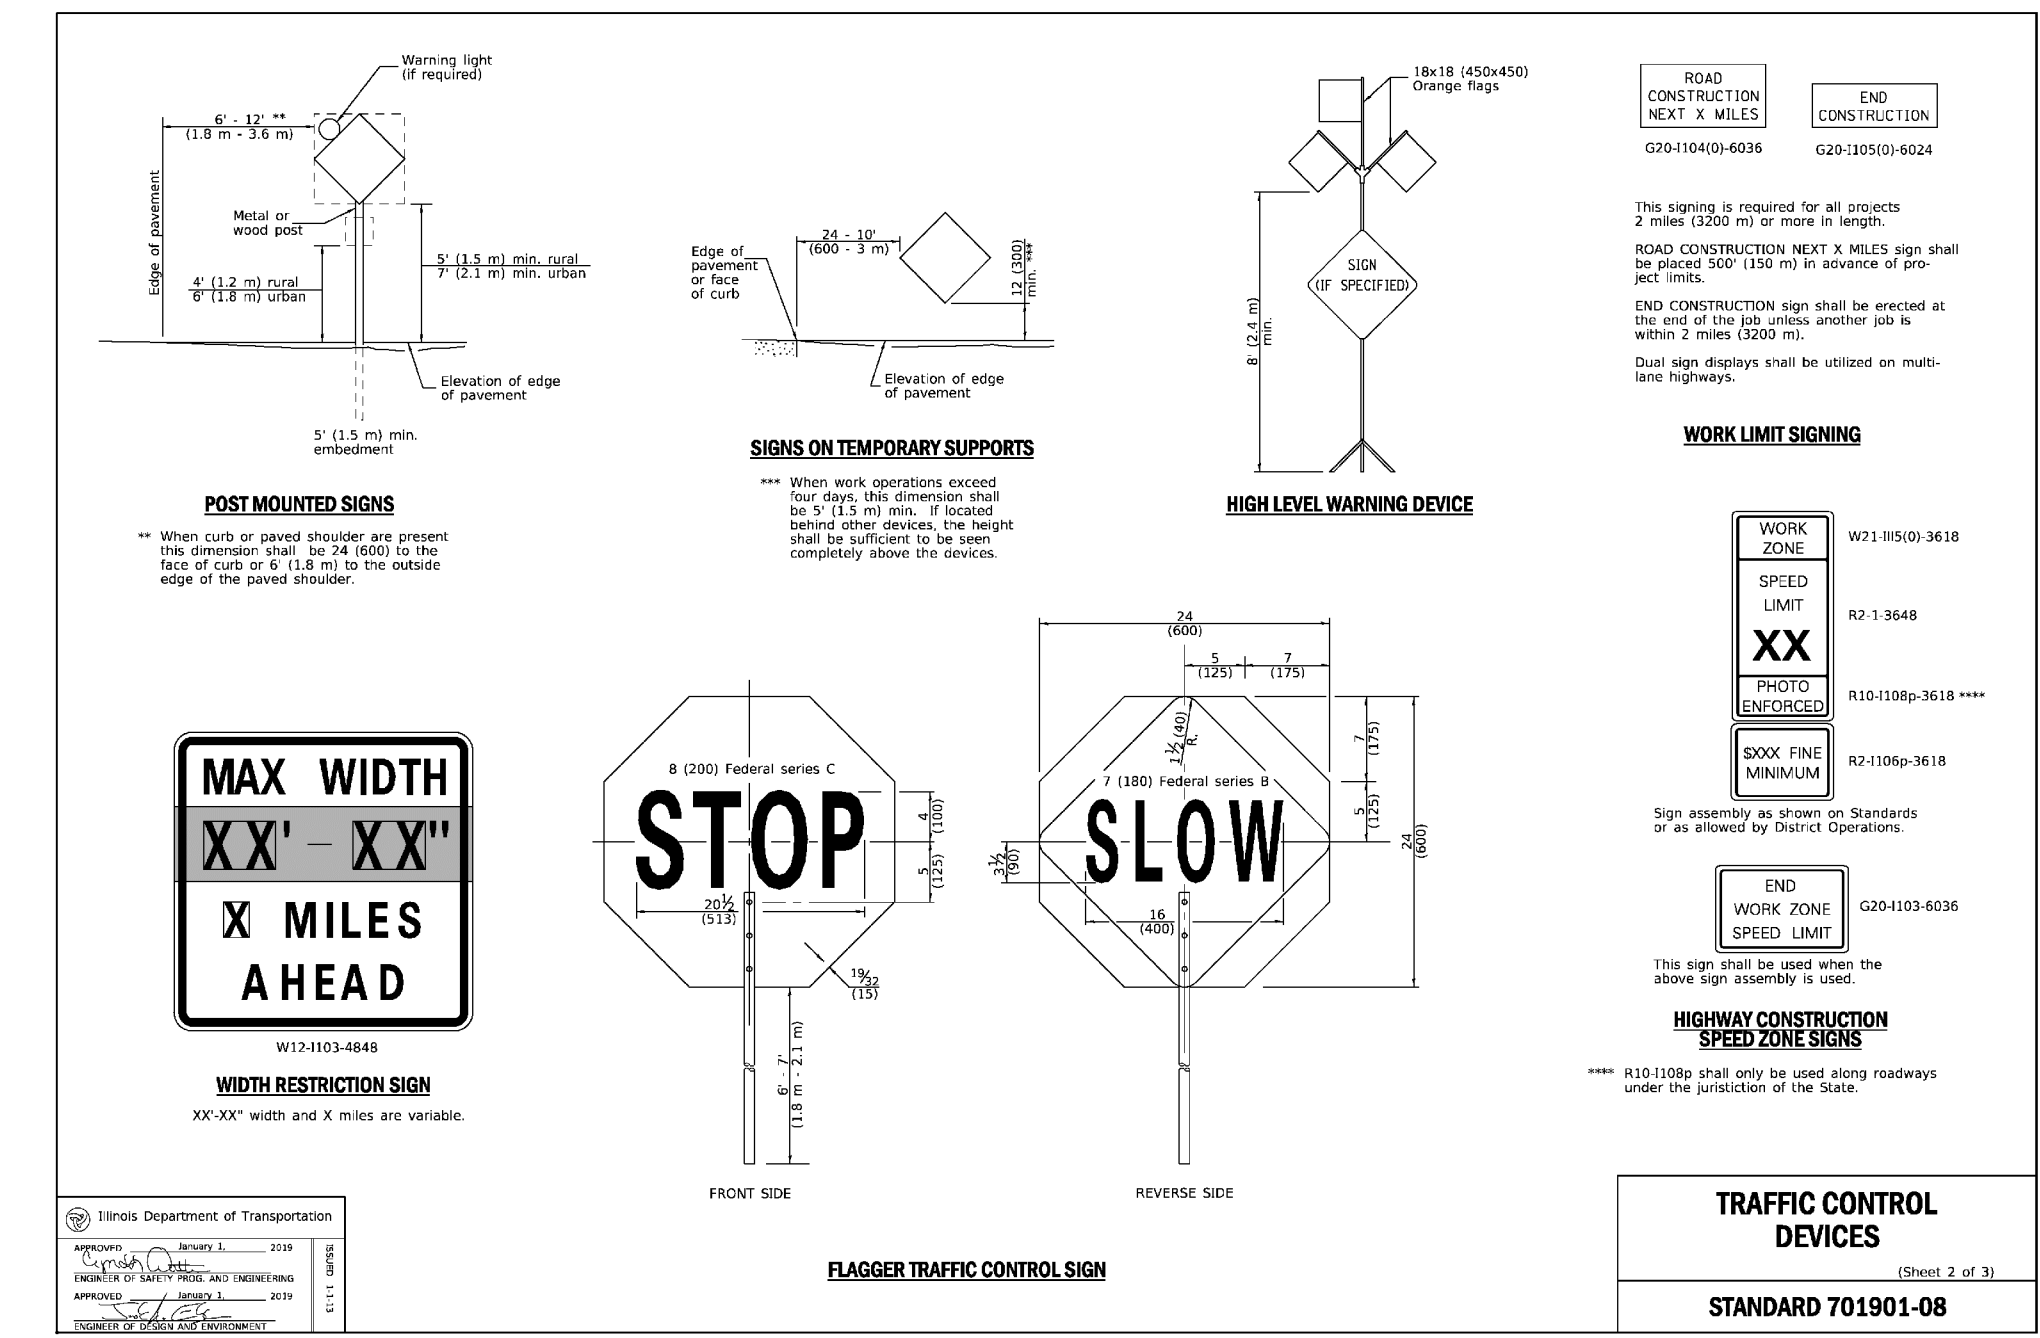 Warning light
(if required)
6' - 12' **
(1.8 m - 3.6 m)
Edge of pavement
Metal or
wood post
4' (1.2 m) rural
6' (1.8 m) urban
5' (1.5 m) min. rural
7' (2.1 m) min. urban
Elevation of edge
of pavement
5' (1.5 m) min.
embedment
POST MOUNTED SIGNS
** When curb or paved shoulder are present
this dimension shall be 24 (600) to the
face of curb or 6' (1.8 m) to the outside
edge of the paved shoulder.
Edge of
pavement
or face
of curb
24 - 10'
(600 - 3 m)
12 (300)
min. ***
Elevation of edge
of pavement
SIGNS ON TEMPORARY SUPPORTS
*** When work operations exceed
four days, this dimension shall
be 5' (1.5 m) min. If located
behind other devices, the height
shall be sufficient to be seen
completely above the devices.
18x18 (450x450)
Orange flags
SIGN
(IF SPECIFIED)
8' (2.4 m)
min.
HIGH LEVEL WARNING DEVICE
ROAD
CONSTRUCTION
NEXT X MILES
G20-I104(0)-6036
END
CONSTRUCTION
G20-I105(0)-6024
This signing is required for all projects
2 miles (3200 m) or more in length.
ROAD CONSTRUCTION NEXT X MILES sign shall
be placed 500' (150 m) in advance of pro-
ject limits.
END CONSTRUCTION sign shall be erected at
the end of the job unless another job is
within 2 miles (3200 m).
Dual sign displays shall be utilized on multi-
lane highways.
WORK LIMIT SIGNING
MAX WIDTH
XX' - XX"
X MILES
AHEAD
W12-I103-4848
WIDTH RESTRICTION SIGN
XX'-XX" width and X miles are variable.
8 (200) Federal series C
STOP
4
(100)
5
(125)
20 1/2
(513)
19/32
(15)
6' - 7'
(1.8 m - 2.1 m)
FRONT SIDE
24
(600)
5
(125)
7
(175)
1 1/2 (40)
R.
7
(175)
7 (180) Federal series B
SLOW
5
(125)
24
(600)
3 1/2
(90)
16
(400)
REVERSE SIDE
FLAGGER TRAFFIC CONTROL SIGN
WORK
ZONE
W21-III5(0)-3618
SPEED
LIMIT
XX
R2-1-3648
PHOTO
ENFORCED
R10-I108p-3618 ****
$XXX FINE
MINIMUM
R2-I106p-3618
Sign assembly as shown on Standards
or as allowed by District Operations.
END
WORK ZONE
SPEED LIMIT
G20-I103-6036
This sign shall be used when the
above sign assembly is used.
HIGHWAY CONSTRUCTION
SPEED ZONE SIGNS
**** R10-I108p shall only be used along roadways
under the juristiction of the State.
Illinois Department of Transportation
APPROVED January 1, 2019
ENGINEER OF SAFETY PROG. AND ENGINEERING
APPROVED January 1, 2019
ENGINEER OF DESIGN AND ENVIRONMENT
ISSUED 1-1-13
TRAFFIC CONTROL
DEVICES
(Sheet 2 of 3)
STANDARD 701901-08